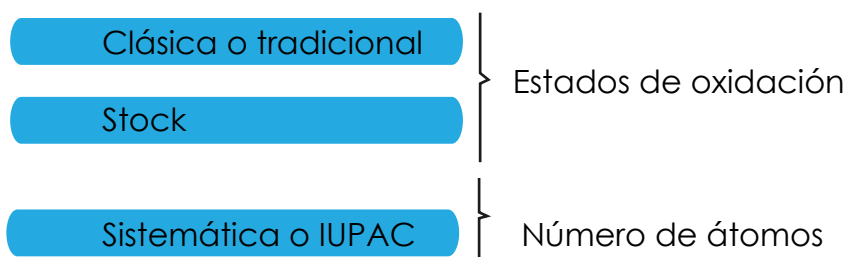 Clásica o tradicional
Estados de oxidación
Stock
Sistemática o IUPAC
Número de átomos